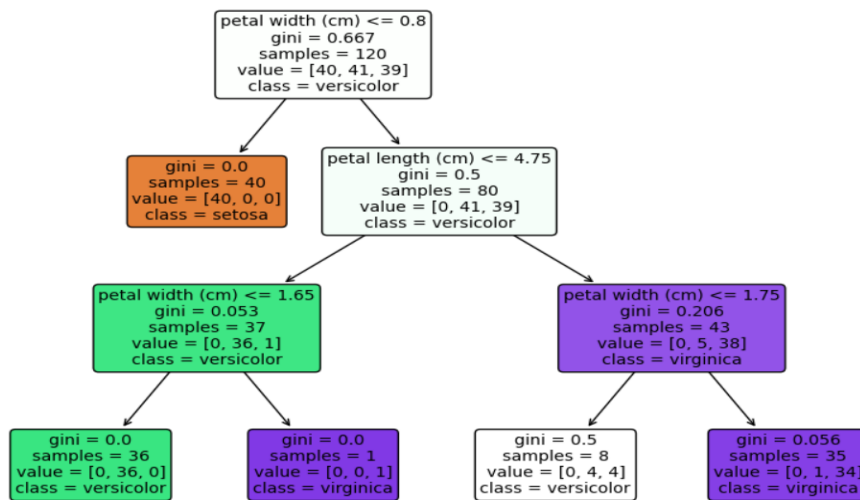 petal width (cm) <= 0.8
gini = 0.667
samples = 120
value = [40, 41, 39]
class = versicolor
gini = 0.0
samples = 40
value = [40, 0, 0]
class = setosa
petal length (cm) <= 4.75
gini = 0.5
samples = 80
value = [0, 41, 39]
class = versicolor
petal width (cm) <= 1.65
gini = 0.053
samples = 37
value = [0, 36, 1]
class = versicolor
petal width (cm) <= 1.75
gini = 0.206
samples = 43
value = [0, 5, 38]
class = virginica
gini = 0.0
samples = 36
value = [0, 36, 0]
class = versicolor
gini = 0.0
samples = 1
value = [0, 0, 1]
class = virginica
gini = 0.5
samples = 8
value = [0, 4, 4]
class = versicolor
gini = 0.056
samples = 35
value = [0, 1, 34]
class = virginica